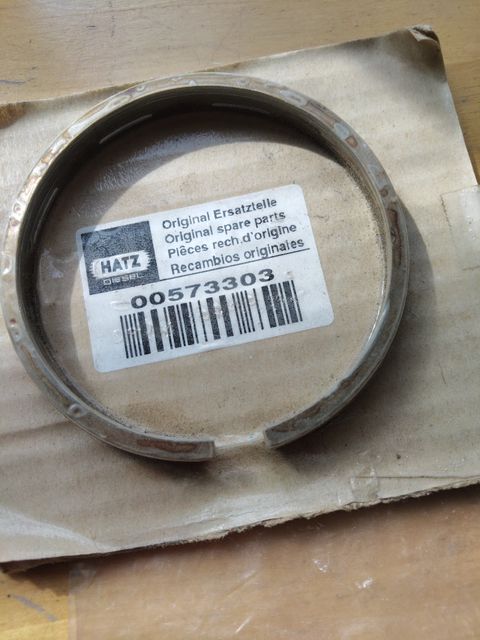 HATZ
DIESEL
Original Ersatzteile
Original spare parts
Pièces rech.d'origine
Recambios originales
00573303